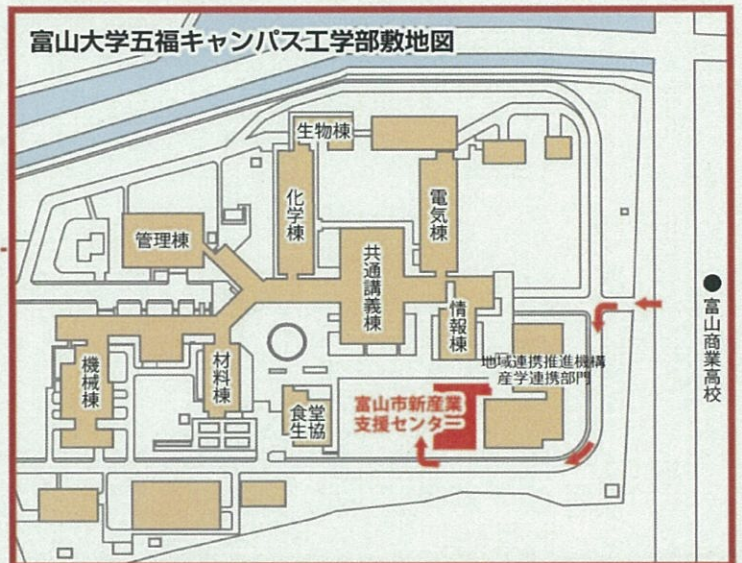 富山大学五福キャンパス工学部敷地図
生物棟
化学棟
電気棟
管理棟
共通講義棟
情報棟
機械棟
材料棟
食堂
生協
地域連携推進機構
産学連携部門
富山市新産業
支援センター
●富山商業高校